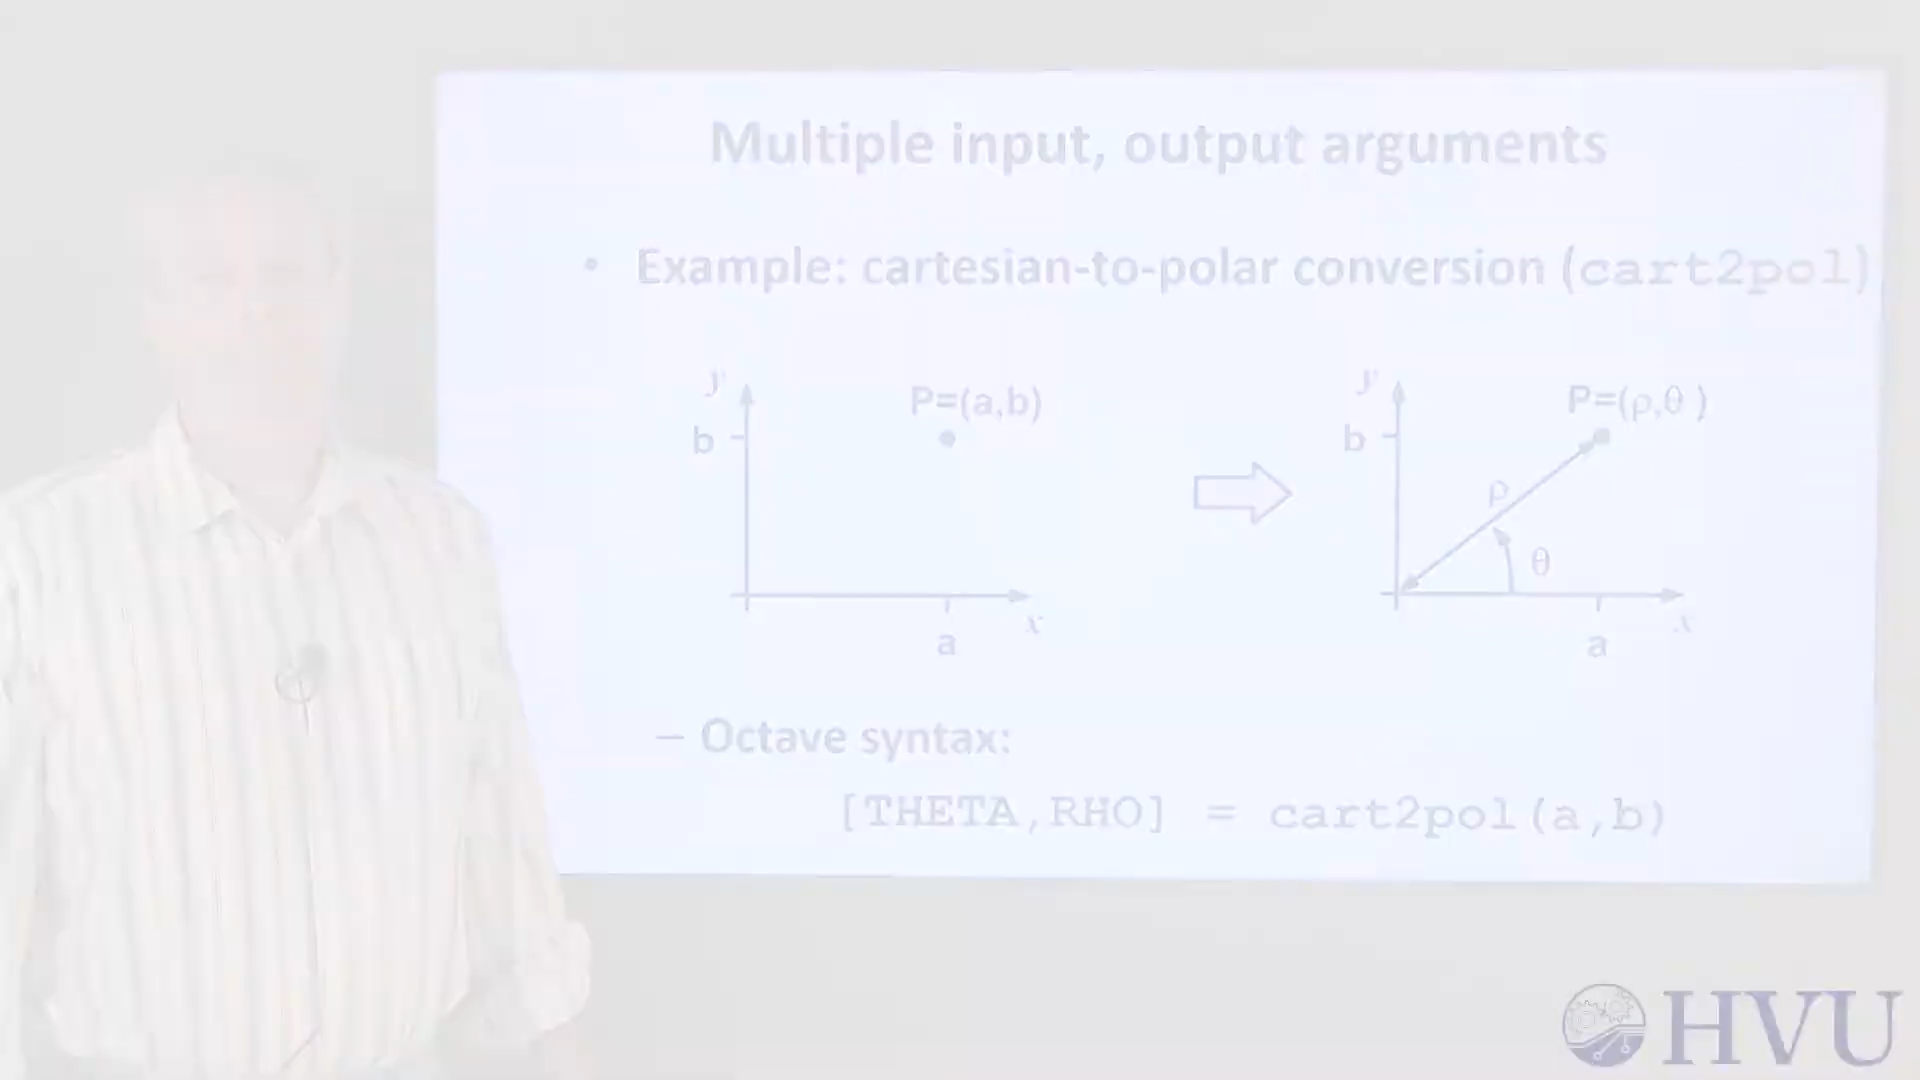 Multiple input, output arguments
• Example: cartesian-to-polar conversion (cart2pol)
y
P=(a,b)
b
a
x
y
P=(ρ,θ )
b
ρ
θ
a
x
– Octave syntax:
[THETA,RHO] = cart2pol(a,b)
HVU